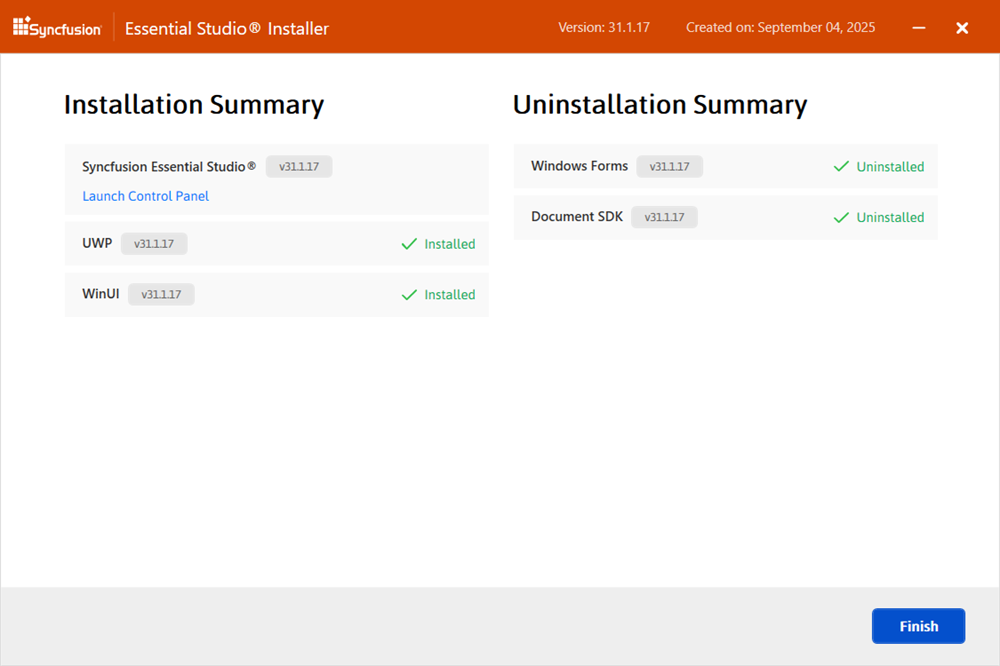 Syncfusion Essential Studio® Installer Version: 31.1.17 Created on: September 04, 2025
Installation Summary
Syncfusion Essential Studio® v31.1.17
Launch Control Panel
UWP v31.1.17 Installed
WinUI v31.1.17 Installed
Uninstallation Summary
Windows Forms v31.1.17 Uninstalled
Document SDK v31.1.17 Uninstalled
Finish